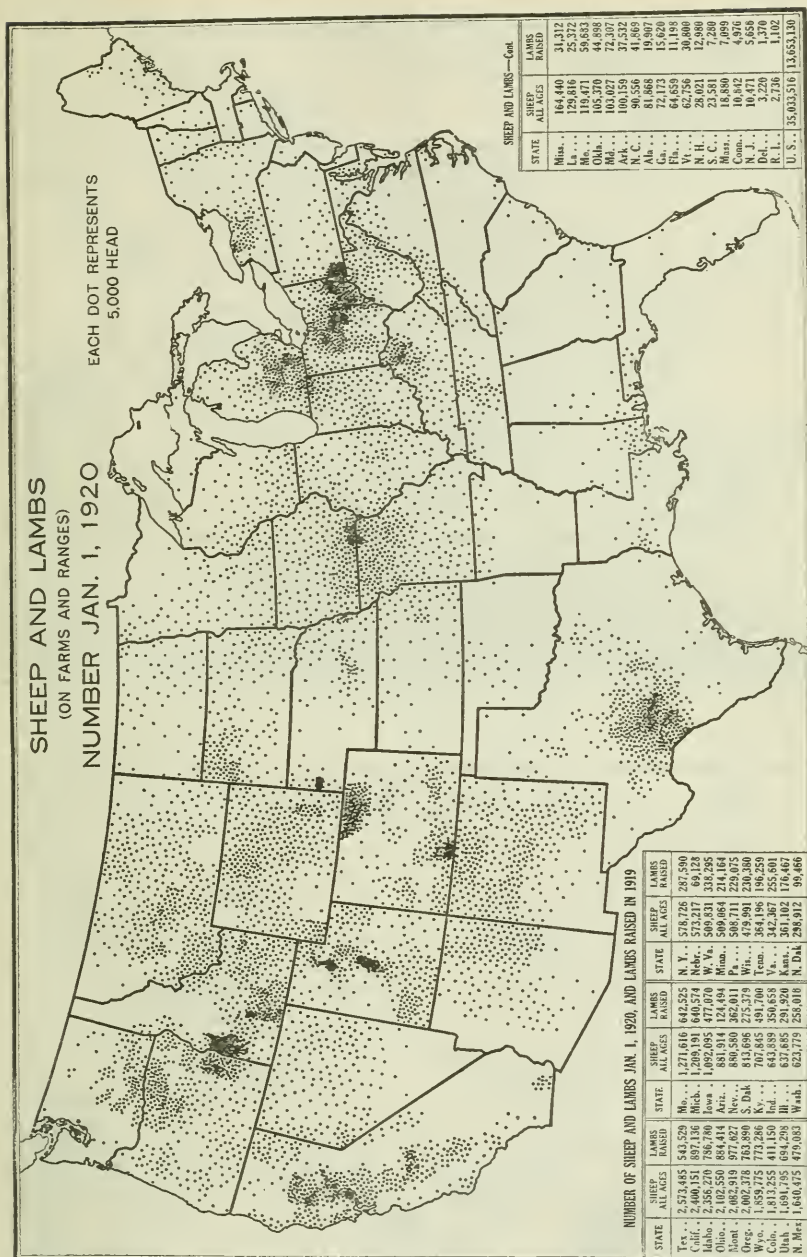 SHEEP AND LAMBS
(ON FARMS AND RANGES)
NUMBER JAN. 1, 1920
EACH DOT REPRESENTS
5,000 HEAD
NUMBER OF SHEEP AND LAMBS JAN. 1, 1920, AND LAMBS RAISED IN 1919
STATE SHEEP ALL AGES LAMBS RAISED STATE SHEEP ALL AGES LAMBS RAISED STATE SHEEP ALL AGES LAMBS RAISED
Tex.. 2,573,485 543,529 Mo... 1,271,616 642,525 N. Y.. 578,726 287,590
Calif.. 2,400,151 897,136 Mich. 1,209,191 640,574 Nebr.. 573,217 69,128
Idaho. 2,356,270 786,780 Iowa . 1,092,095 477,070 W. Va. 509,831 338,295
Ohio.. 2,102,550 884,414 Ariz.. 881,914 124,494 Minn.. 509,064 214,164
Mont . 2,082,919 977,627 Nev... 880,580 362,011 Pa ... 508,711 229,075
Oreg.. 2,002,378 763,890 S. Dak 813,696 275,379 Wis... 479,991 230,380
Wyo.. 1,859,775 773,286 Ky... 707,845 491,700 Tenn.. 364,196 196,259
Colo.. 1,813,255 411,150 Ind... 643,889 350,658 Va ... 342,367 255,601
Utah . 1,691,795 694,298 Ill ... 637,685 291,920 Kans.. 361,102 176,467
N. Mex 1,640,475 479,083 Wash. 623,779 258,018 N. Dak 298,912 99,466
SHEEP AND LAMBS—Cont.
STATE SHEEP ALL AGES LAMBS RAISED
Miss.. 164,440 31,312
La ... 129,816 25,372
Me... 119,471 59,683
Okla.. 105,370 44,898
Md... 103,027 72,307
Ark .. 100,159 37,532
N. C.. 90,556 41,869
Ala .. 81,868 19,907
Ga... 72,173 15,620
Fla... 64,659 11,198
Vt ... 62,756 30,800
N. H.. 28,021 12,980
S. C.. 23,581 7,280
Mass.. 18,880 7,099
Conn.. 10,842 4,976
N. J... 10,471 5,658
Del... 3,220 1,370
R. I... 2,736 1,102
U. S.. 35,033,516 13,653,130